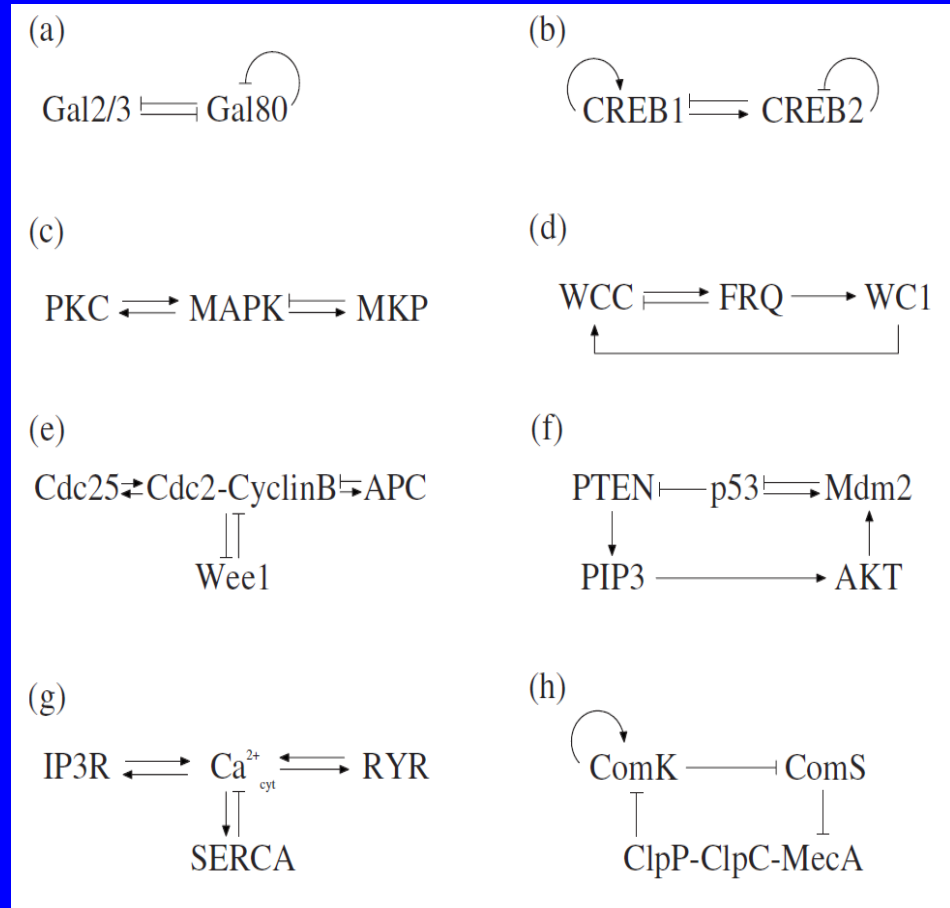 (a)
Gal2/3 Gal80
(b)
CREB1 CREB2
(c)
PKC MAPK MKP
(d)
WCC FRQ WC1
(e)
Cdc25 Cdc2-CyclinB APC
Wee1
(f)
PTEN p53 Mdm2
PIP3 AKT
(g)
IP3R Ca²⁺cyt RYR
SERCA
(h)
ComK ComS
ClpP-ClpC-MecA